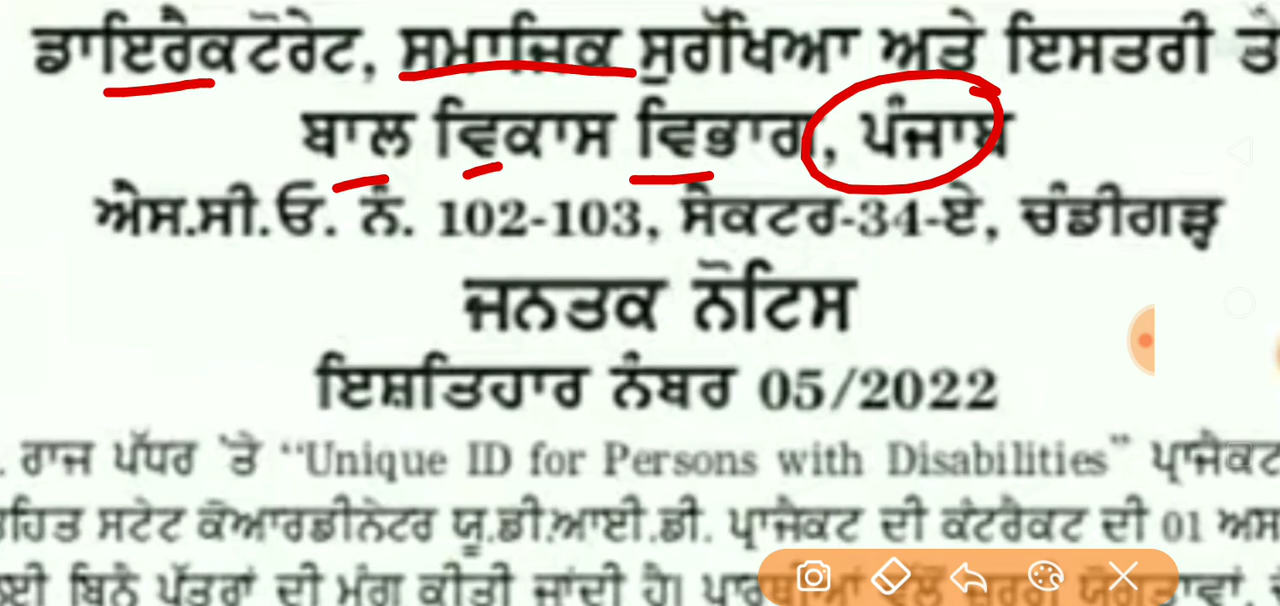 ਡਾਇਰੈਕਟੋਰੇਟ, ਸਮਾਜਿਕ ਸੁਰੱਖਿਆ ਅਤੇ ਇਸਤਰੀ ਤੇ
ਬਾਲ ਵਿਕਾਸ ਵਿਭਾਗ, ਪੰਜਾਬ
ਐਸ.ਸੀ.ਓ. ਨੰ. 102-103, ਸੈਕਟਰ-34-ਏ, ਚੰਡੀਗੜ੍ਹ
ਜਨਤਕ ਨੋਟਿਸ
ਇਸ਼ਤਿਹਾਰ ਨੰਬਰ 05/2022
. ਰਾਜ ਪੱਧਰ 'ਤੇ “Unique ID for Persons with Disabilities” ਪ੍ਰਾਜੈਕਟ
ਸਟੇਟ ਕੋਆਰਡੀਨੇਟਰ ਯੂ.ਡੀ.ਆਈ.ਡੀ. ਪ੍ਰਾਜੈਕਟ ਦੀ ਕੰਟਰੈਕਟ ਦੀ 01
ਬਿਨੈ ਪੱਤਰਾਂ ਦੀ ਮੰਗ ਕੀਤੀ ਜਾਂਦੀ ਹੈ।